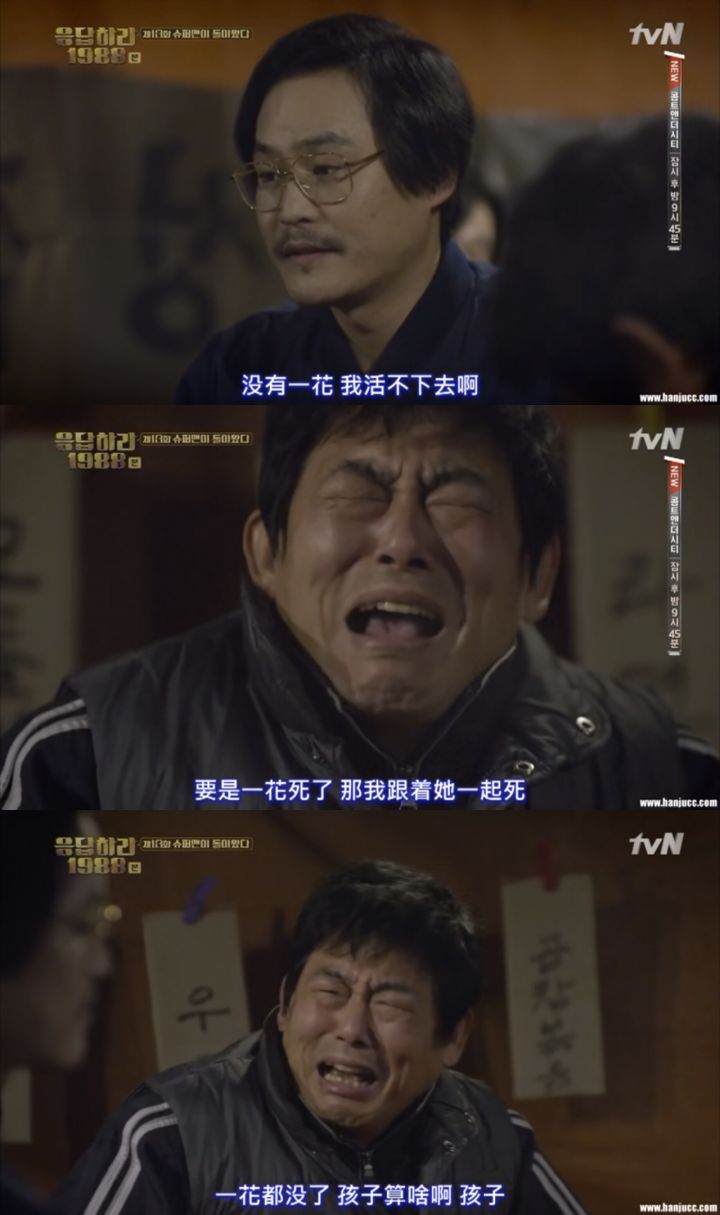 응답하라 제13화 슈퍼맨이 돌아왔다
1988 본
tvN
NEW 콜트앤더시티 잠시 후 밤 9시 45분
没有一花 我活不下去啊
www.hanjucc.com
응답하라 제13화 슈퍼맨이 돌아왔다
1988 본
tvN
NEW 콜트앤더시티 잠시 후 밤 9시 45분
要是一花死了 那我跟着她一起死
www.hanjucc.com
응답하라 제13화 슈퍼맨이 돌아왔다
1988 본
tvN
우
一花都没了 孩子算啥啊 孩子
www.hanjucc.com